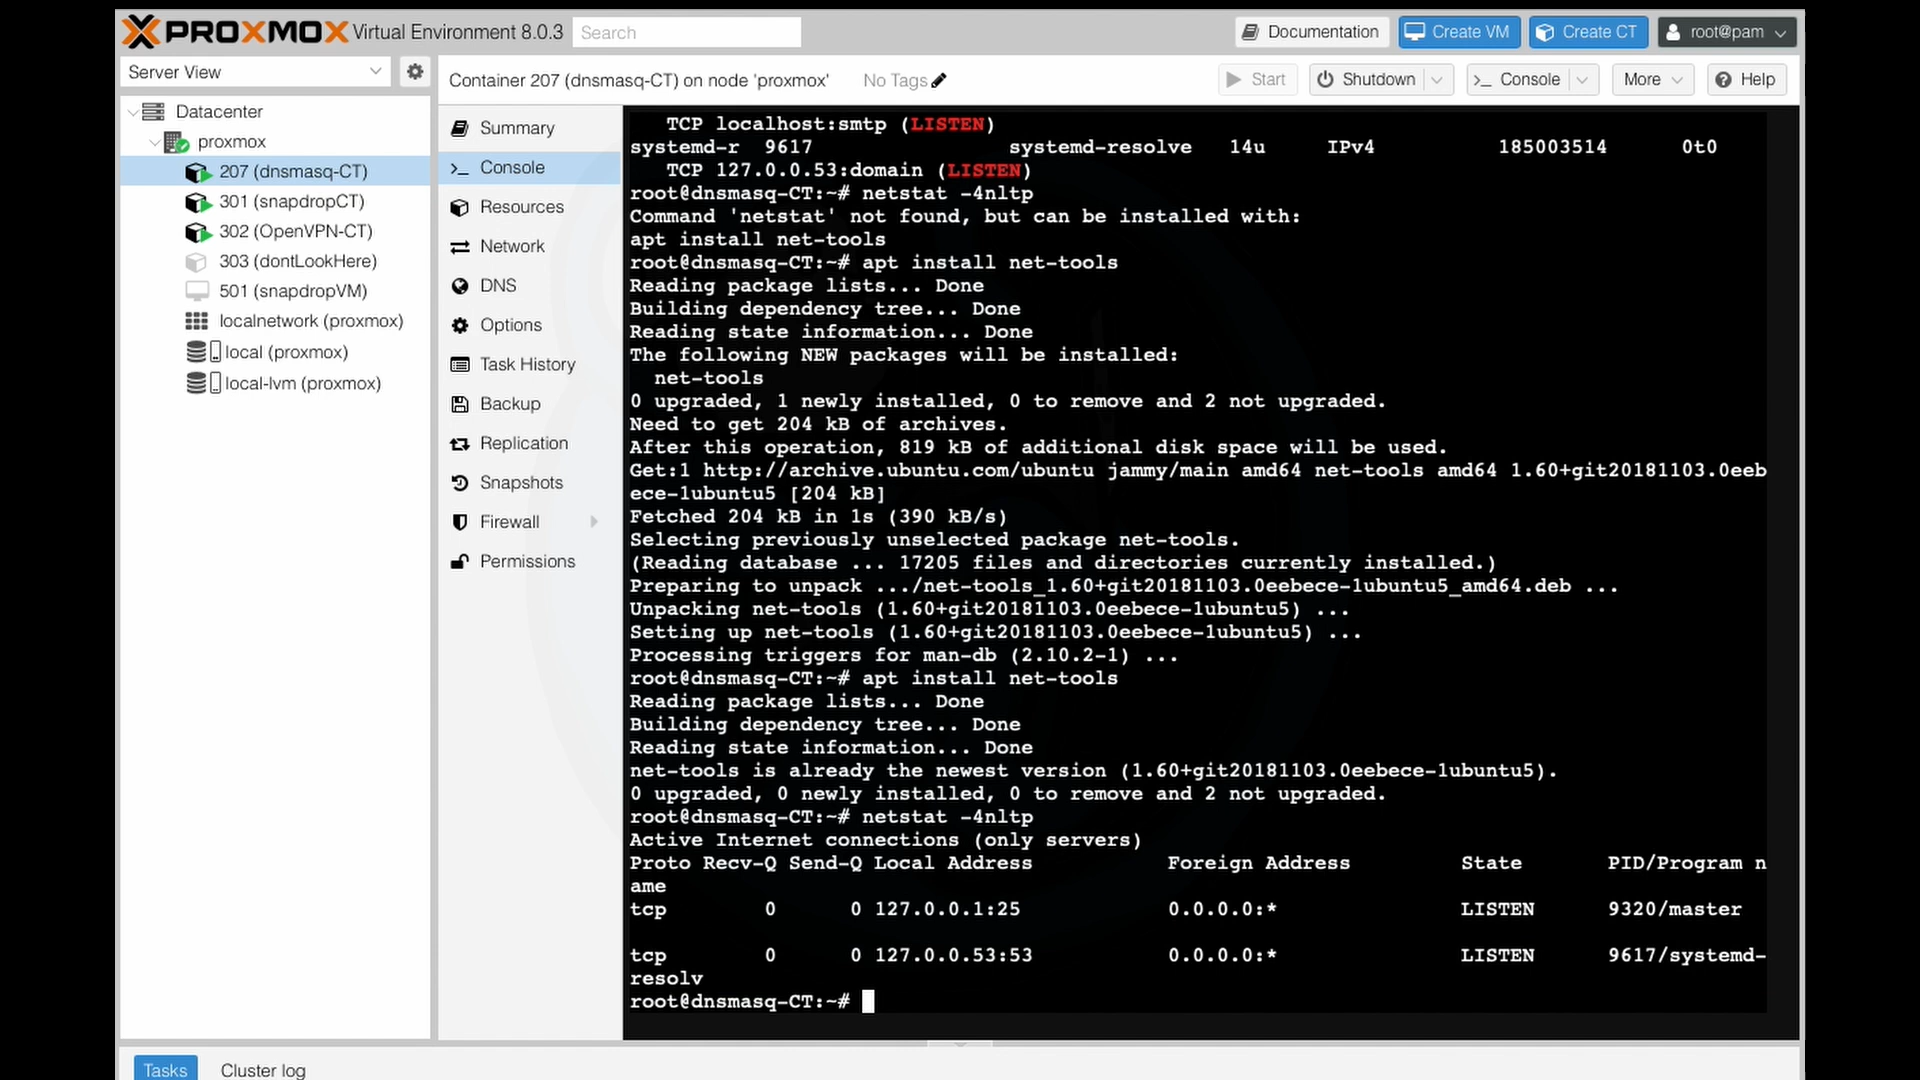 PROXMOX Virtual Environment 8.0.3 Search Documentation Create VM Create CT root@pam
Server View
Container 207 (dnsmasq-CT) on node 'proxmox' No Tags Start Shutdown Console More Help
Datacenter
proxmox
207 (dnsmasq-CT)
301 (snapdropCT)
302 (OpenVPN-CT)
303 (dontLookHere)
501 (snapdropVM)
localnetwork (proxmox)
local (proxmox)
local-lvm (proxmox)
Summary
>_ Console
Resources
Network
DNS
Options
Task History
Backup
Replication
Snapshots
Firewall
Permissions
TCP localhost:smtp (LISTEN)
systemd-r 9617 systemd-resolve 14u IPv4 185003514 0t0
TCP 127.0.0.53:domain (LISTEN)
root@dnsmasq-CT:~# netstat -4nltp
Command 'netstat' not found, but can be installed with:
apt install net-tools
root@dnsmasq-CT:~# apt install net-tools
Reading package lists... Done
Building dependency tree... Done
Reading state information... Done
The following NEW packages will be installed:
net-tools
0 upgraded, 1 newly installed, 0 to remove and 2 not upgraded.
Need to get 204 kB of archives.
After this operation, 819 kB of additional disk space will be used.
Get:1 http://archive.ubuntu.com/ubuntu jammy/main amd64 net-tools amd64 1.60+git20181103.0eeb
ece-1ubuntu5 [204 kB]
Fetched 204 kB in 1s (390 kB/s)
Selecting previously unselected package net-tools.
(Reading database ... 17205 files and directories currently installed.)
Preparing to unpack .../net-tools_1.60+git20181103.0eebece-1ubuntu5_amd64.deb ...
Unpacking net-tools (1.60+git20181103.0eebece-1ubuntu5) ...
Setting up net-tools (1.60+git20181103.0eebece-1ubuntu5) ...
Processing triggers for man-db (2.10.2-1) ...
root@dnsmasq-CT:~# apt install net-tools
Reading package lists... Done
Building dependency tree... Done
Reading state information... Done
net-tools is already the newest version (1.60+git20181103.0eebece-1ubuntu5).
0 upgraded, 0 newly installed, 0 to remove and 2 not upgraded.
root@dnsmasq-CT:~# netstat -4nltp
Active Internet connections (only servers)
Proto Recv-Q Send-Q Local Address Foreign Address State PID/Program n
ame
tcp 0 0 127.0.0.1:25 0.0.0.0:* LISTEN 9320/master
tcp 0 0 127.0.0.53:53 0.0.0.0:* LISTEN 9617/systemd-
resolv
root@dnsmasq-CT:~#
Tasks Cluster log